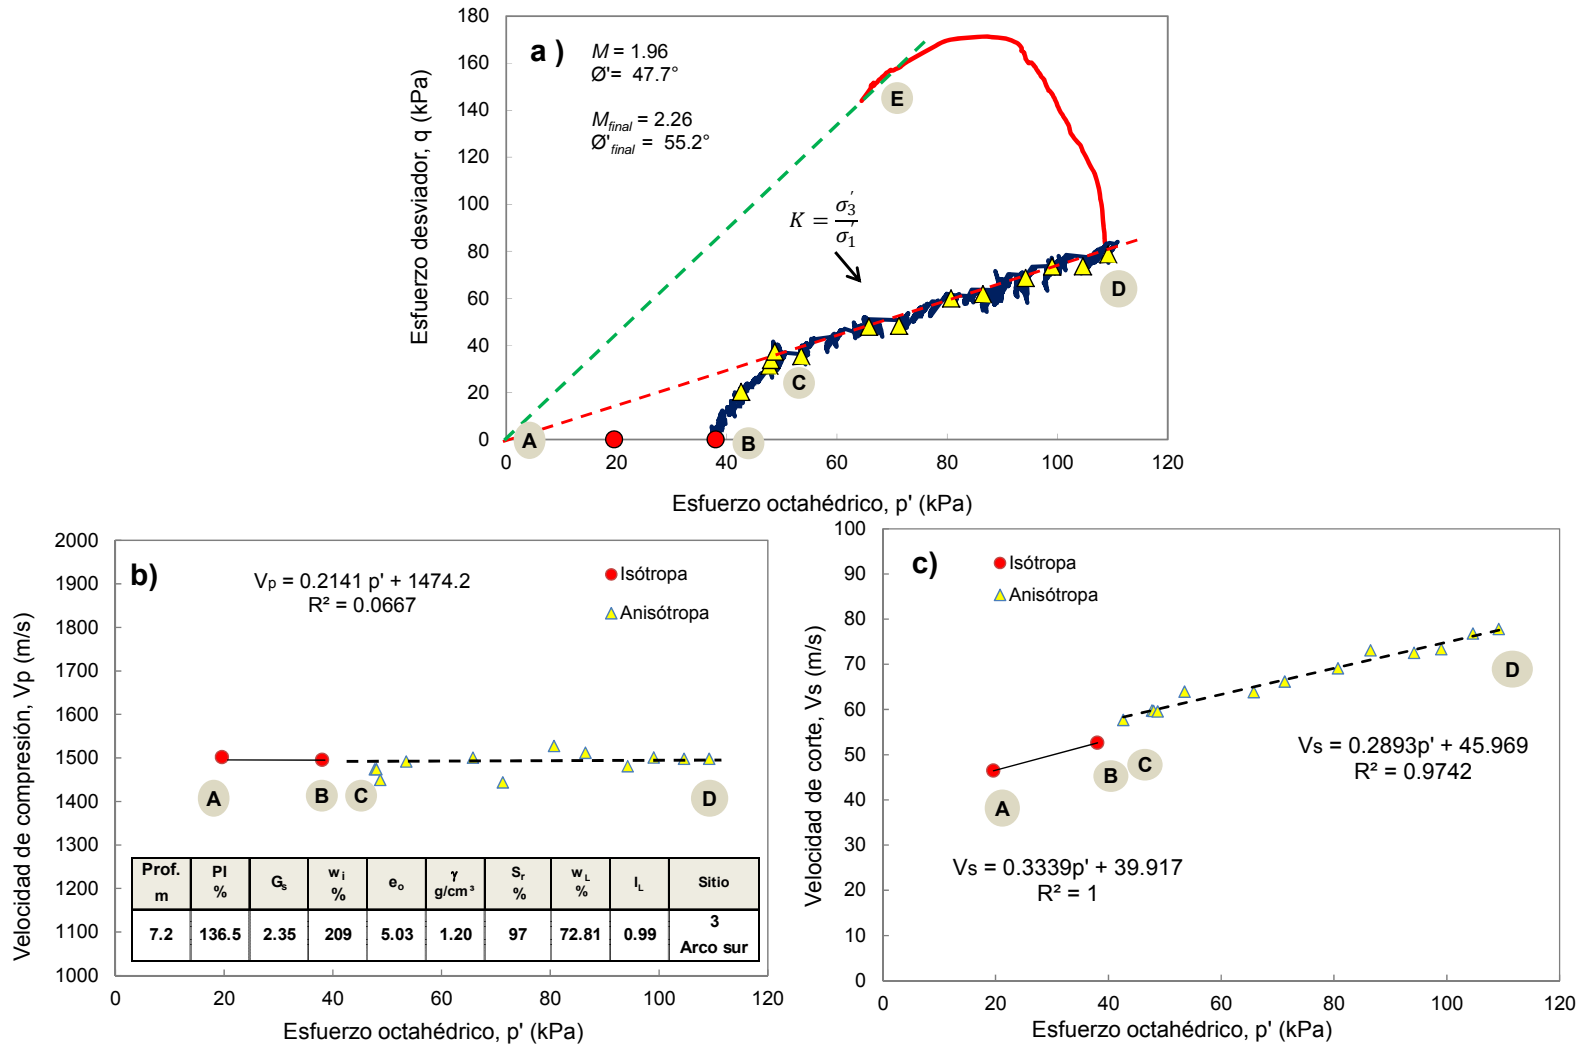 a )
M = 1.96
Ø'= 47.7°
M final = 2.26
Ø' final = 55.2°
K = σ3' / σ1'
Esfuerzo desviador, q (kPa)
180
160
140
120
100
80
60
40
20
0
A
B
C
D
E
0 20 40 60 80 100 120
Esfuerzo octahédrico, p' (kPa)
b)
Vp = 0.2141 p' + 1474.2
R² = 0.0667
Isótropa
Anisótropa
Velocidad de compresión, Vp (m/s)
2000
1900
1800
1700
1600
1500
1400
1300
1200
1100
1000
A B C D
Prof. m PI % Gs wi % eo γ g/cm³ Sr % wL % IL Sitio
7.2 136.5 2.35 209 5.03 1.20 97 72.81 0.99 3 Arco sur
0 20 40 60 80 100 120
Esfuerzo octahédrico, p' (kPa)
c)
Isótropa
Anisótropa
Velocidad de corte, Vs (m/s)
100
90
80
70
60
50
40
30
20
10
0
A
B
C
D
Vs = 0.2893p' + 45.969
R² = 0.9742
Vs = 0.3339p' + 39.917
R² = 1
0 20 40 60 80 100 120
Esfuerzo octahédrico, p' (kPa)